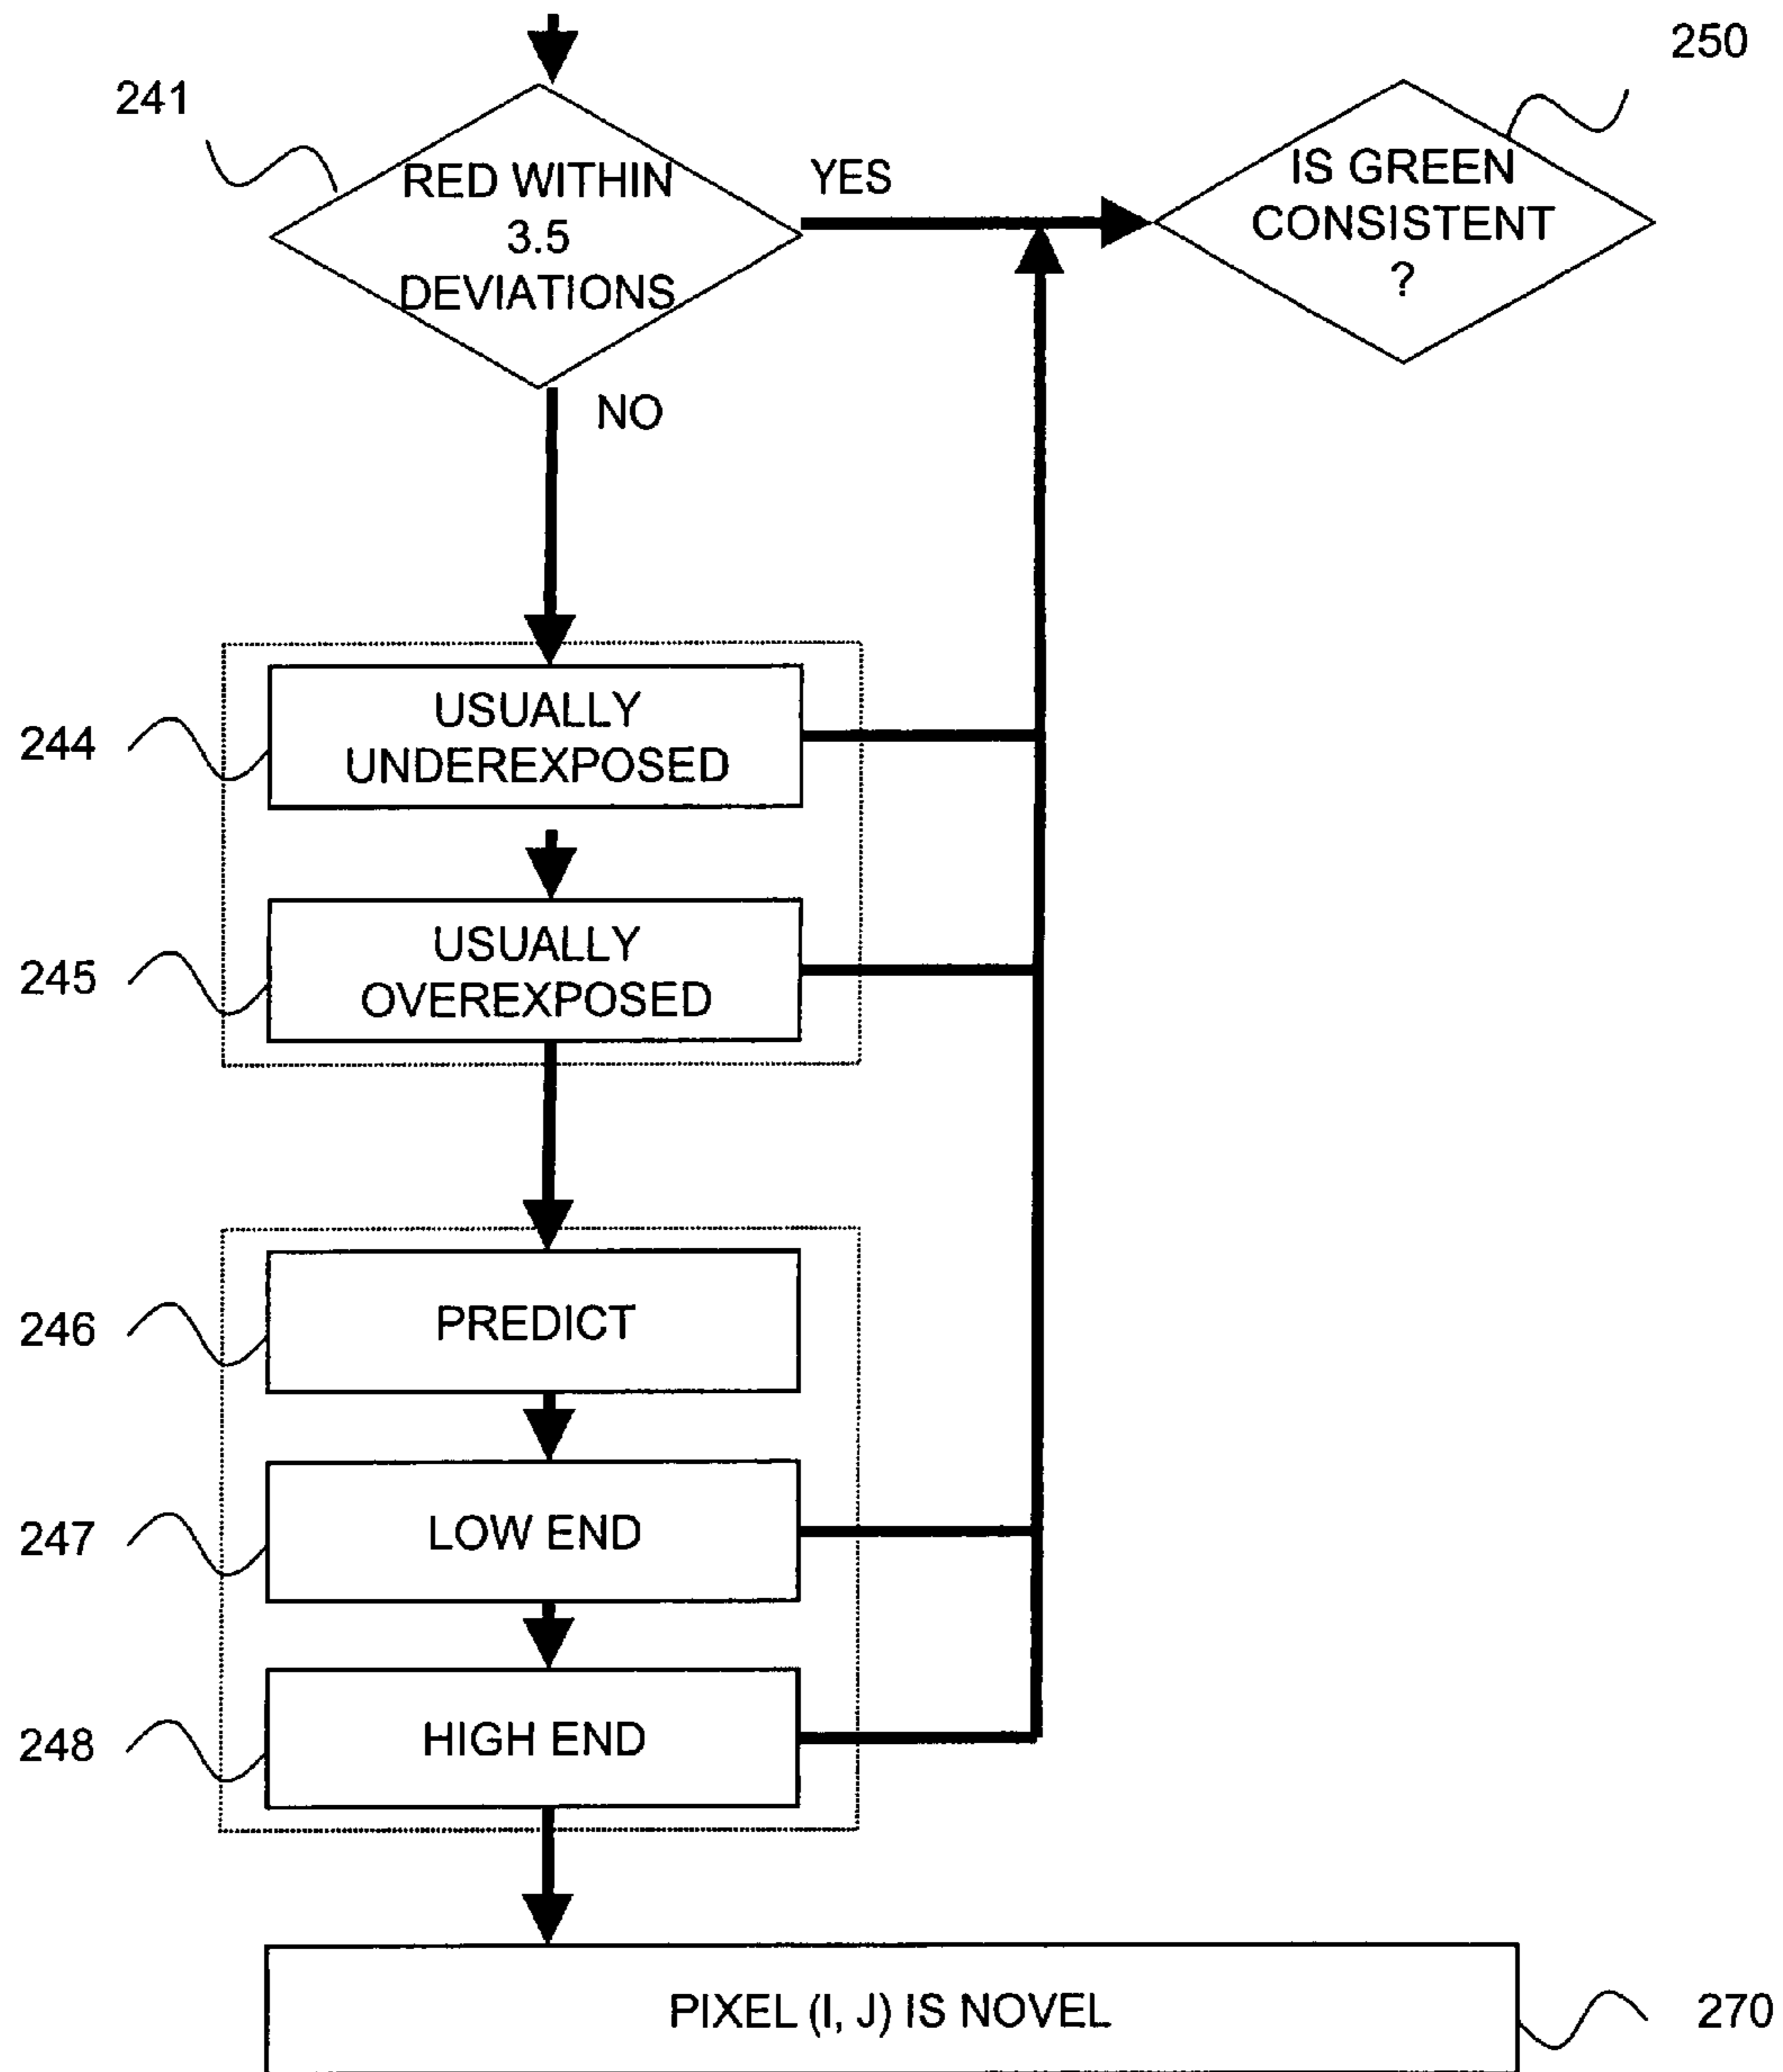 250
241
RED WITHIN
3.5
DEVIATIONS
YES
IS GREEN
CONSISTENT
?
NO
244
USUALLY
UNDEREXPOSED
245
USUALLY
OVEREXPOSED
246
PREDICT
247
LOW END
248
HIGH END
PIXEL (I, J) IS NOVEL
270